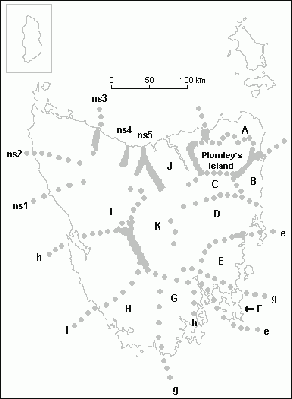 0 50 100 km
ns3
A
ns4 ns5
Plomley's
Island
ns2
J
C B
ns1
I K D
e
h E
g
G F
H
l h e
g